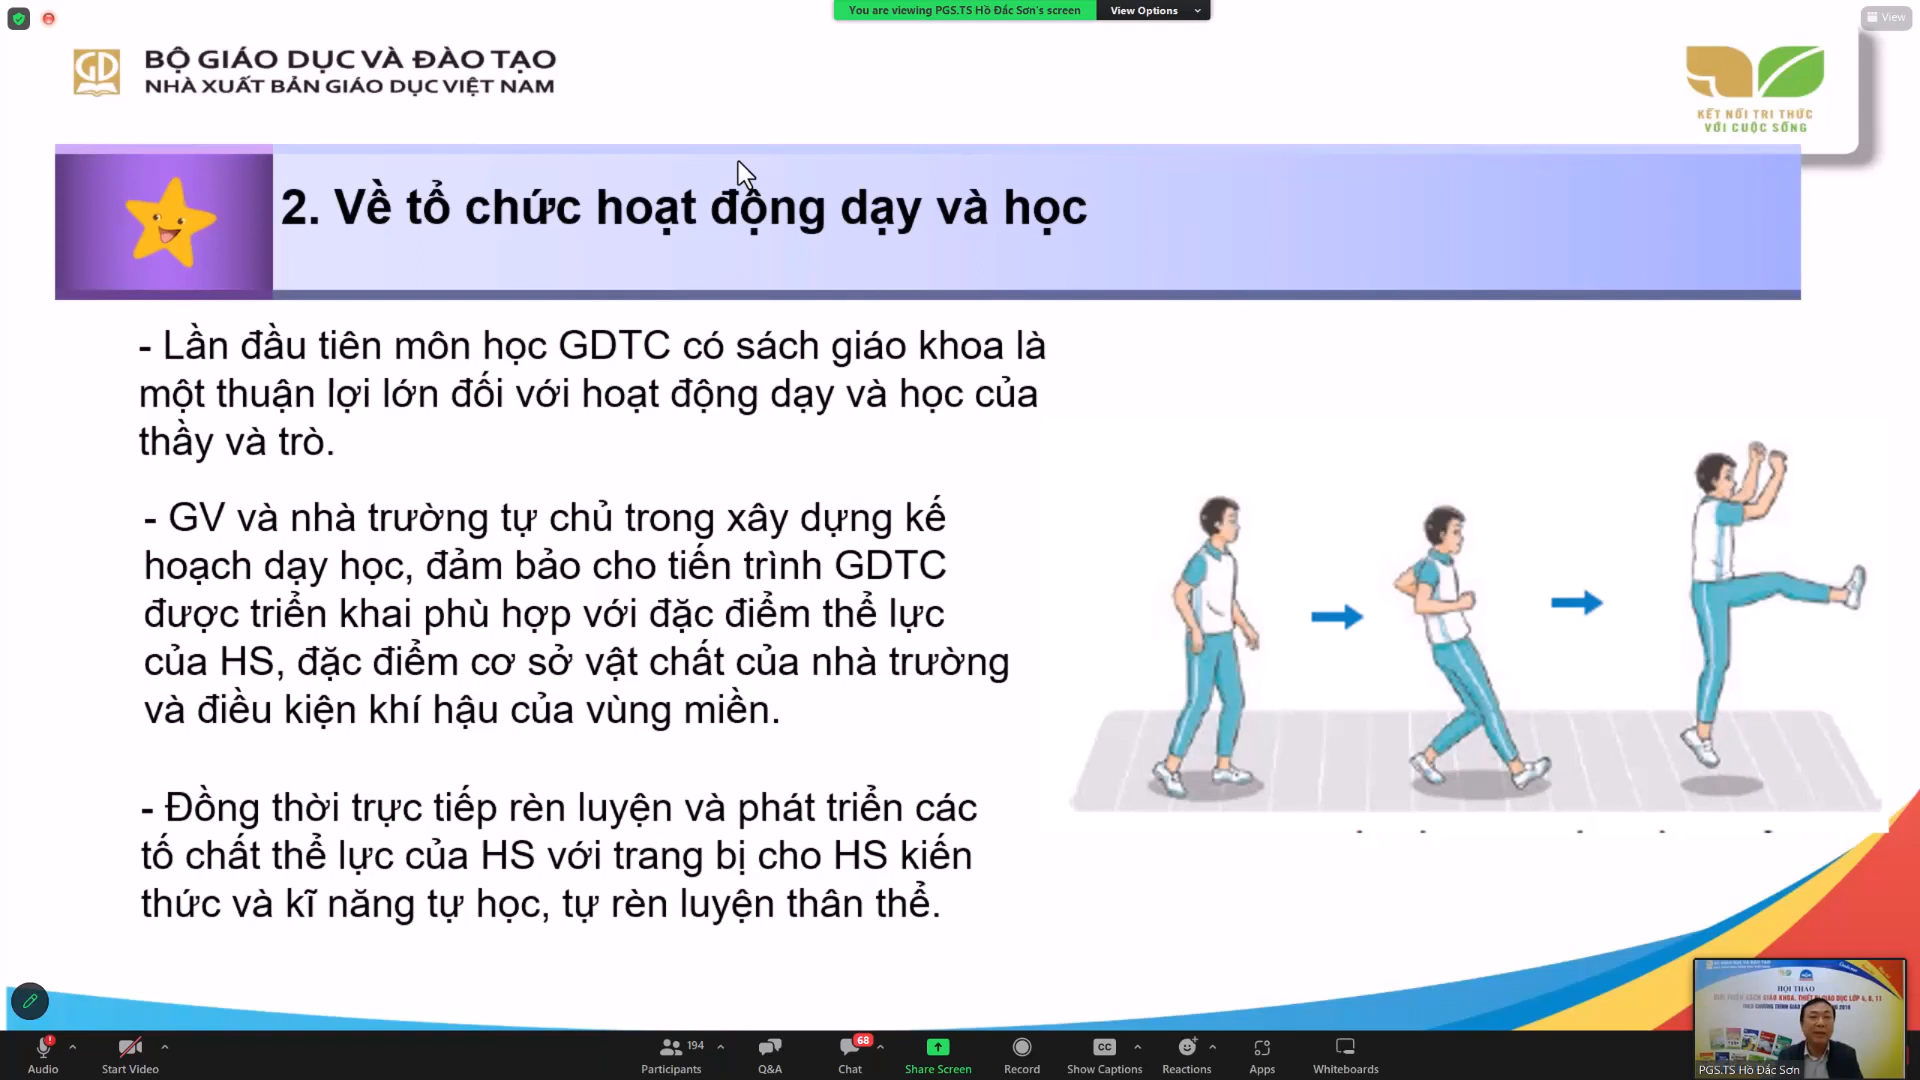 You are viewing PGS.TS Hồ Đắc Sơn's screen
View Options
View
BỘ GIÁO DỤC VÀ ĐÀO TẠO
NHÀ XUẤT BẢN GIÁO DỤC VIỆT NAM
GD
KẾT NỐI TRI THỨC
VỚI CUỘC SỐNG
2. Về tổ chức hoạt động dạy và học
- Lần đầu tiên môn học GDTC có sách giáo khoa là
một thuận lợi lớn đối với hoạt động dạy và học của
thầy và trò.
- GV và nhà trường tự chủ trong xây dựng kế
hoạch dạy học, đảm bảo cho tiến trình GDTC
được triển khai phù hợp với đặc điểm thể lực
của HS, đặc điểm cơ sở vật chất của nhà trường
và điều kiện khí hậu của vùng miền.
- Đồng thời trực tiếp rèn luyện và phát triển các
tố chất thể lực của HS với trang bị cho HS kiến
thức và kĩ năng tự học, tự rèn luyện thân thể.
HỘI THẢO
PGS.TS Hồ Đắc Sơn
Audio
Start Video
194
Participants
Q&A
68
Chat
Share Screen
Record
CC
Show Captions
Reactions
Apps
Whiteboards